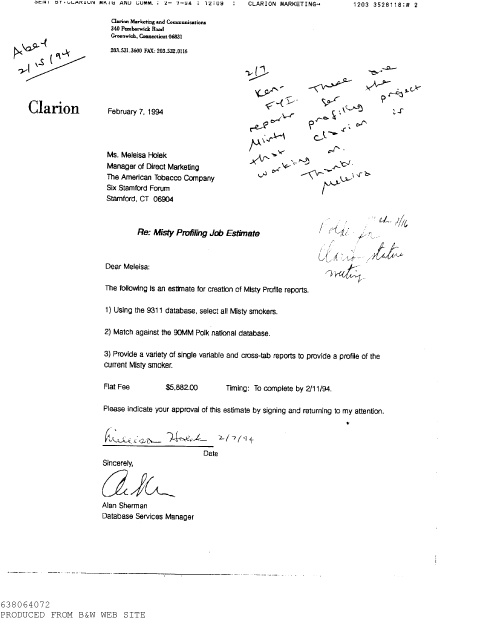 SENT BY:CLARION MKTG AND COMM. ; 2- 7-94 ; 12:09 ; CLARION MARKETING→ 1203 3528118;# 2
Clarion Marketing and Communications
340 Pemberwick Road
Greenwich, Connecticut 06831
203.531.3600 FAX: 203.532.0116
Abel
2/15/94
2/7
Ken-
FYI. These are
reports for the
Misty profiling project
that Clarion is
working on.
Thanks.
Meleisa
Clarion
February 7, 1994
Ms. Meleisa Holek
Manager of Direct Marketing
The American Tobacco Company
Six Stamford Forum
Stamford, CT 06904
2/16
Clarion status
meeting
Re: Misty Profiling Job Estimate
Dear Meleisa:
The following is an estimate for creation of Misty Profile reports.
1) Using the 9311 database, select all Misty smokers.
2) Match against the 90MM Polk national database.
3) Provide a variety of single variable and cross-tab reports to provide a profile of the
current Misty smoker.
Flat Fee $5,882.00 Timing: To complete by 2/11/94.
Please indicate your approval of this estimate by signing and returning to my attention.
Meleisa Holek 2/7/94
Date
Sincerely,
Alan Sherman
Database Services Manager
638064072
PRODUCED FROM B&W WEB SITE